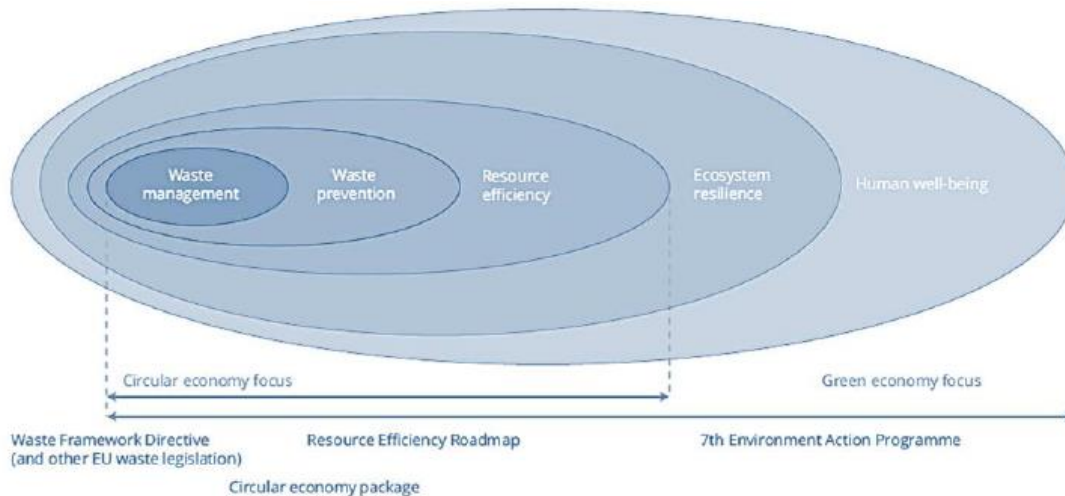 Waste
management
Waste
prevention
Resource
efficiency
Ecosystem
resilience
Human well-being
Circular economy focus
Green economy focus
Waste Framework Directive
(and other EU waste legislation)
Resource Efficiency Roadmap
7th Environment Action Programme
Circular economy package